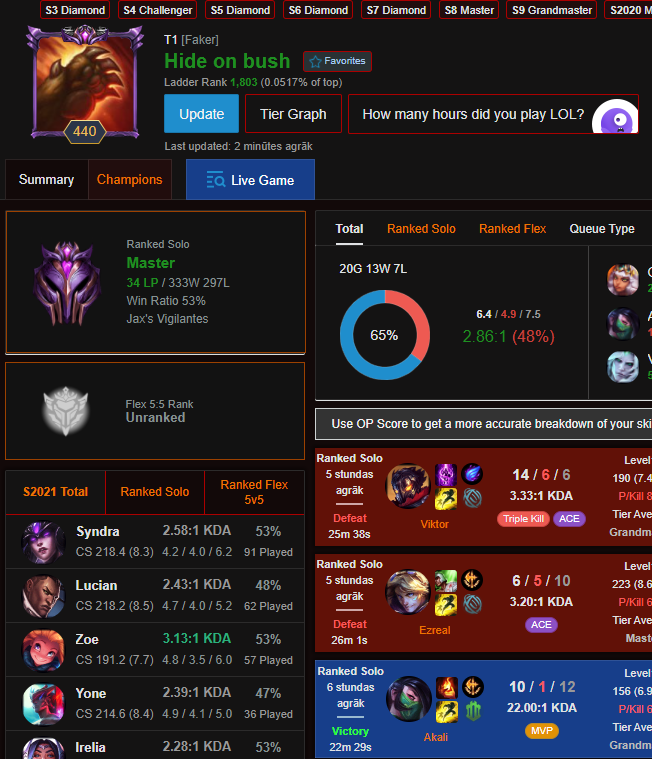 S3 Diamond S4 Challenger S5 Diamond S6 Diamond S7 Diamond S8 Master S9 Grandmaster S2020 M
T1 [Faker]
Hide on bush Favorites
Ladder Rank 1,803 (0.0517% of top)
440
Update Tier Graph How many hours did you play LOL?
Last updated: 2 minūtes agrāk
Summary Champions Live Game
Ranked Solo
Master
34 LP / 333W 297L
Win Ratio 53%
Jax's Vigilantes
Flex 5:5 Rank
Unranked
S2021 Total Ranked Solo Ranked Flex
5v5
Syndra 2.58:1 KDA 53%
CS 218.4 (8.3) 4.2 / 4.0 / 6.2 91 Played
Lucian 2.43:1 KDA 48%
CS 218.2 (8.5) 4.7 / 4.0 / 5.2 62 Played
Zoe 3.13:1 KDA 53%
CS 191.2 (7.7) 4.8 / 3.5 / 6.0 57 Played
Yone 2.39:1 KDA 47%
CS 214.6 (8.4) 4.9 / 4.1 / 5.0 36 Played
Irelia 2.28:1 KDA 53%
Total Ranked Solo Ranked Flex Queue Type
20G 13W 7L
65%
6.4 / 4.9 / 7.5
2.86:1 (48%)
Use OP Score to get a more accurate breakdown of your ski
Ranked Solo
5 stundas
agrāk
Defeat
25m 38s
Viktor
14 / 6 / 6
3.33:1 KDA
Triple Kill ACE
Level
190 (7.4
P/Kill 8
Tier Ave
Grandm
Ranked Solo
5 stundas
agrāk
Defeat
26m 1s
Ezreal
6 / 5 / 10
3.20:1 KDA
ACE
Level
223 (8.6
P/Kill 6
Tier Ave
Maste
Ranked Solo
6 stundas
agrāk
Victory
22m 29s
Akali
10 / 1 / 12
22.00:1 KDA
MVP
Level
156 (6.9
P/Kill 6
Tier Ave
Grandm